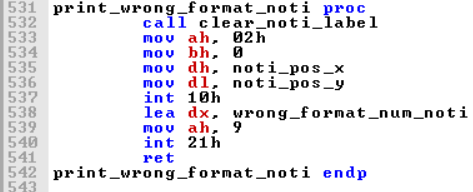 531 print_wrong_format_noti proc
532 call clear_noti_label
533 mov ah, 02h
534 mov bh, 0
535 mov dh, noti_pos_x
536 mov dl, noti_pos_y
537 int 10h
538 lea dx, wrong_format_num_noti
539 mov ah, 9
540 int 21h
541 ret
542 print_wrong_format_noti endp
543